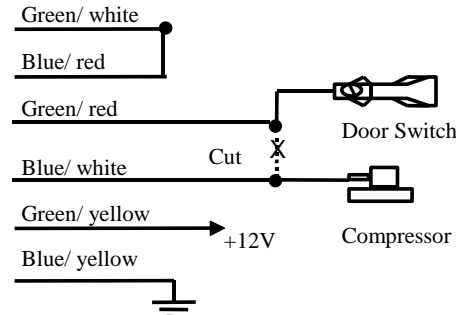 Green/ white
Blue/ red
Green/ red
Door Switch
Cut
X
Blue/ white
Green/ yellow
+12V
Compressor
Blue/ yellow